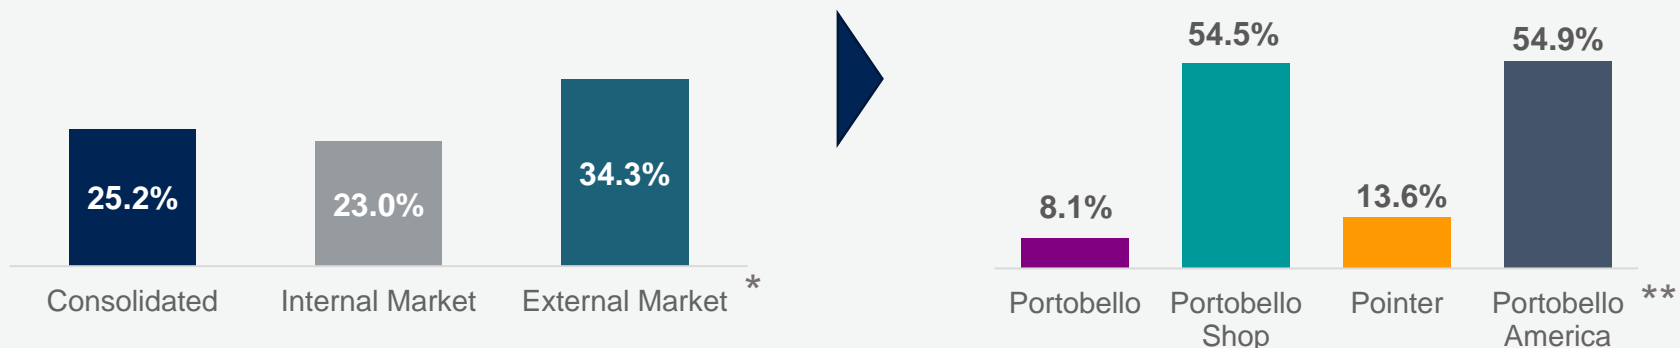 25.2%
23.0%
34.3%
Consolidated
Internal Market
External Market *
8.1%
54.5%
13.6%
54.9%
Portobello
Portobello
Shop
Pointer
Portobello **
America